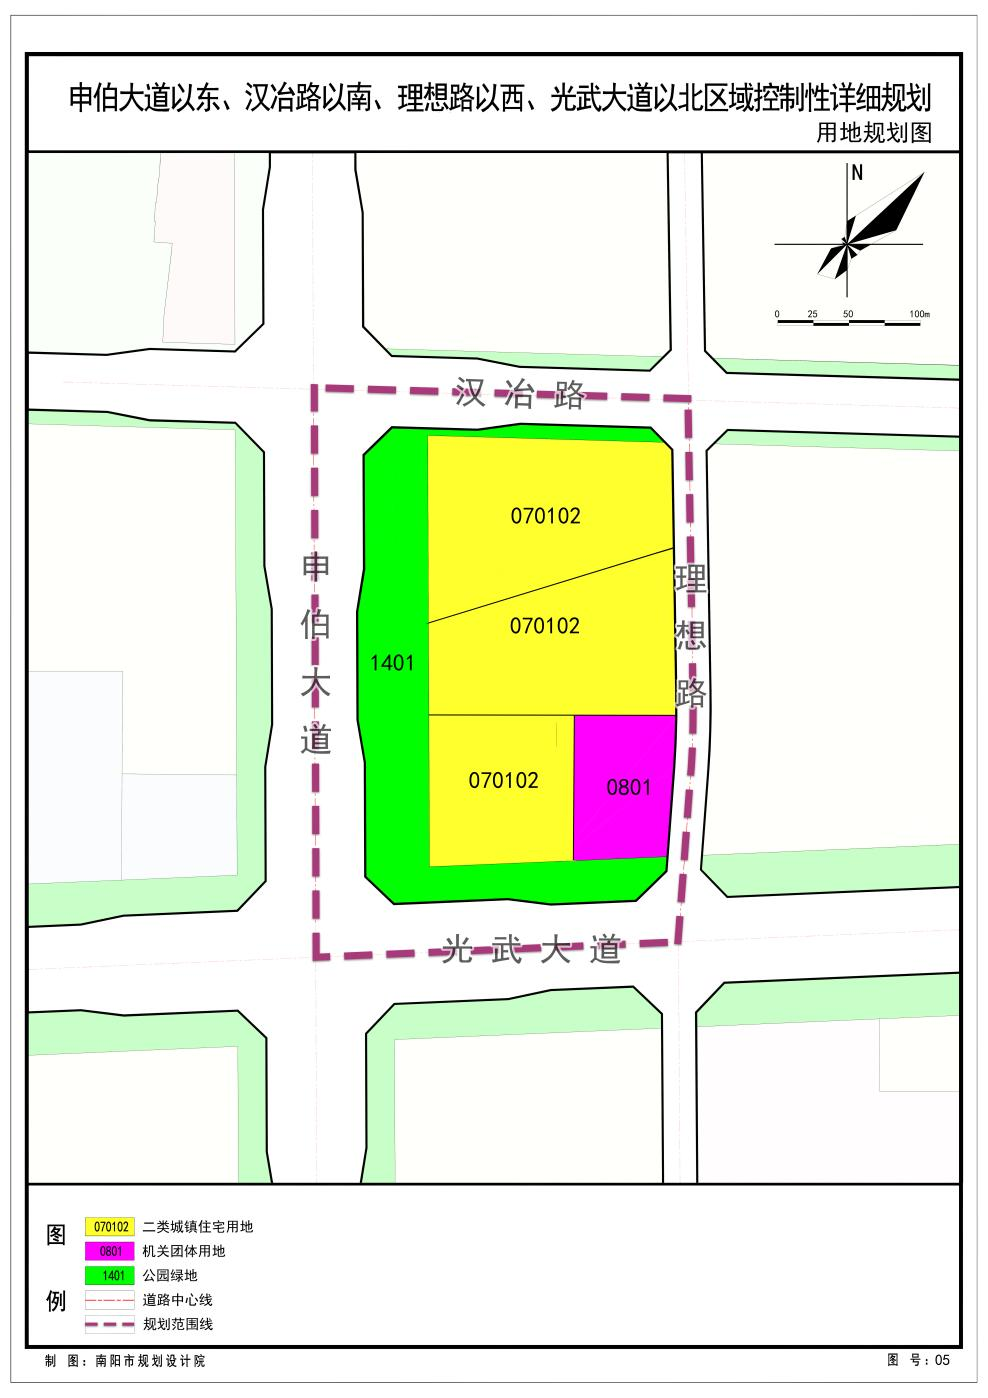 申伯大道以东、汉冶路以南、理想路以西、光武大道以北区域控制性详细规划
用地规划图
N
0 25 50 100m
汉冶路
070102
申伯大道
理想路
070102
1401
070102
0801
光武大道
图例
070102 二类城镇住宅用地
0801 机关团体用地
1401 公园绿地
道路中心线
规划范围线
制 图：南阳市规划设计院
图 号：05